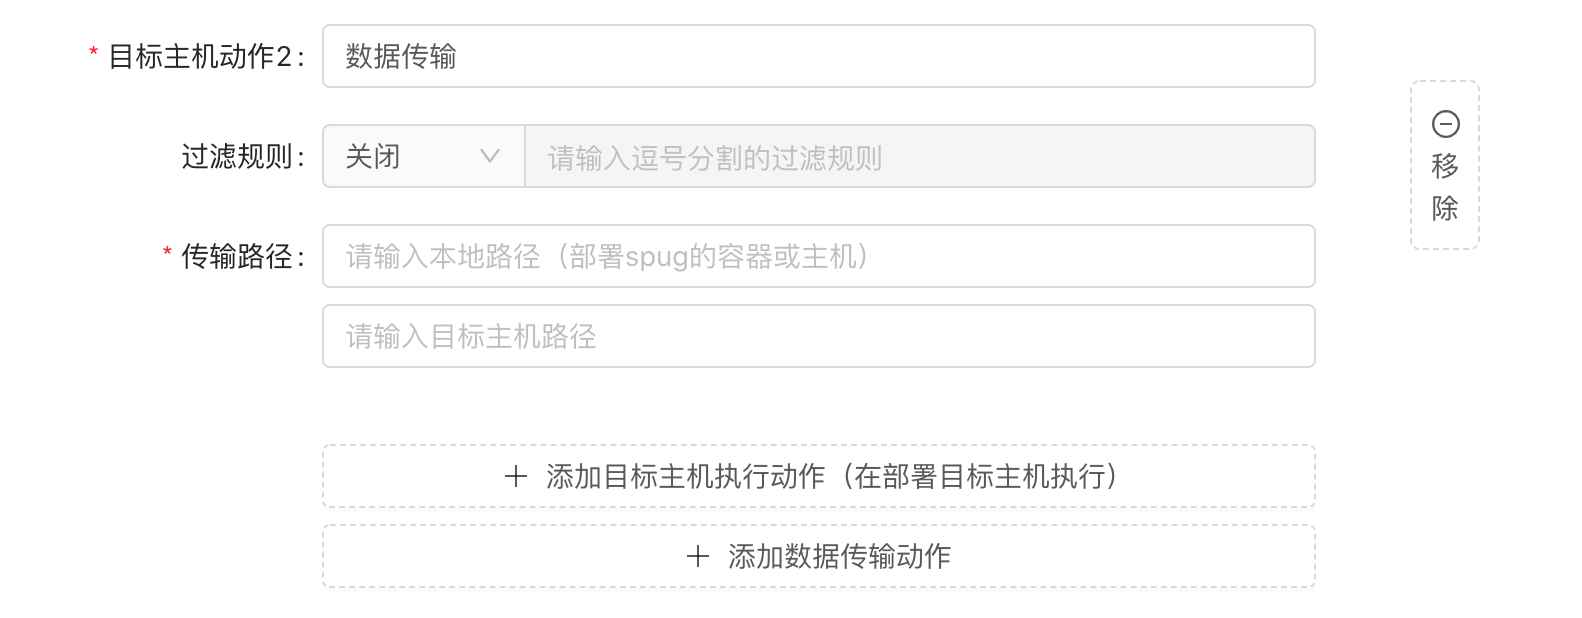 * 目标主机动作2: 数据传输
过滤规则: 关闭 请输入逗号分割的过滤规则
* 传输路径: 请输入本地路径（部署spug的容器或主机）
请输入目标主机路径
移
除
添加目标主机执行动作（在部署目标主机执行）
添加数据传输动作